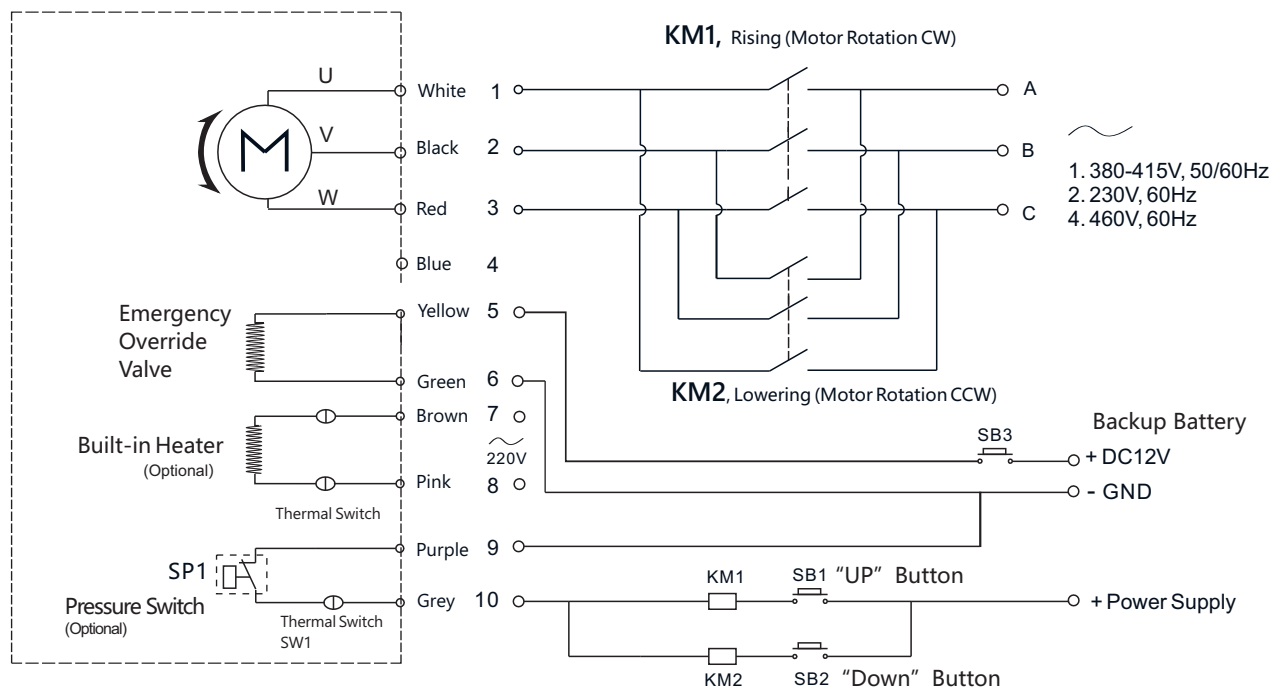 KM1, Rising (Motor Rotation CW)
U
White 1
A
V
Black 2
B
M
W
Red 3
C
1. 380-415V, 50/60Hz
2. 230V, 60Hz
4. 460V, 60Hz
Blue 4
Emergency
Override
Valve
Yellow 5
Green 6
KM2, Lowering (Motor Rotation CCW)
Brown 7
Built-in Heater
(Optional)
220V
Pink 8
Thermal Switch
Backup Battery
SB3
+ DC12V
- GND
Purple 9
SP1
Pressure Switch
(Optional)
Grey 10
Thermal Switch
SW1
KM1 SB1 “UP” Button
+ Power Supply
KM2 SB2 “Down” Button